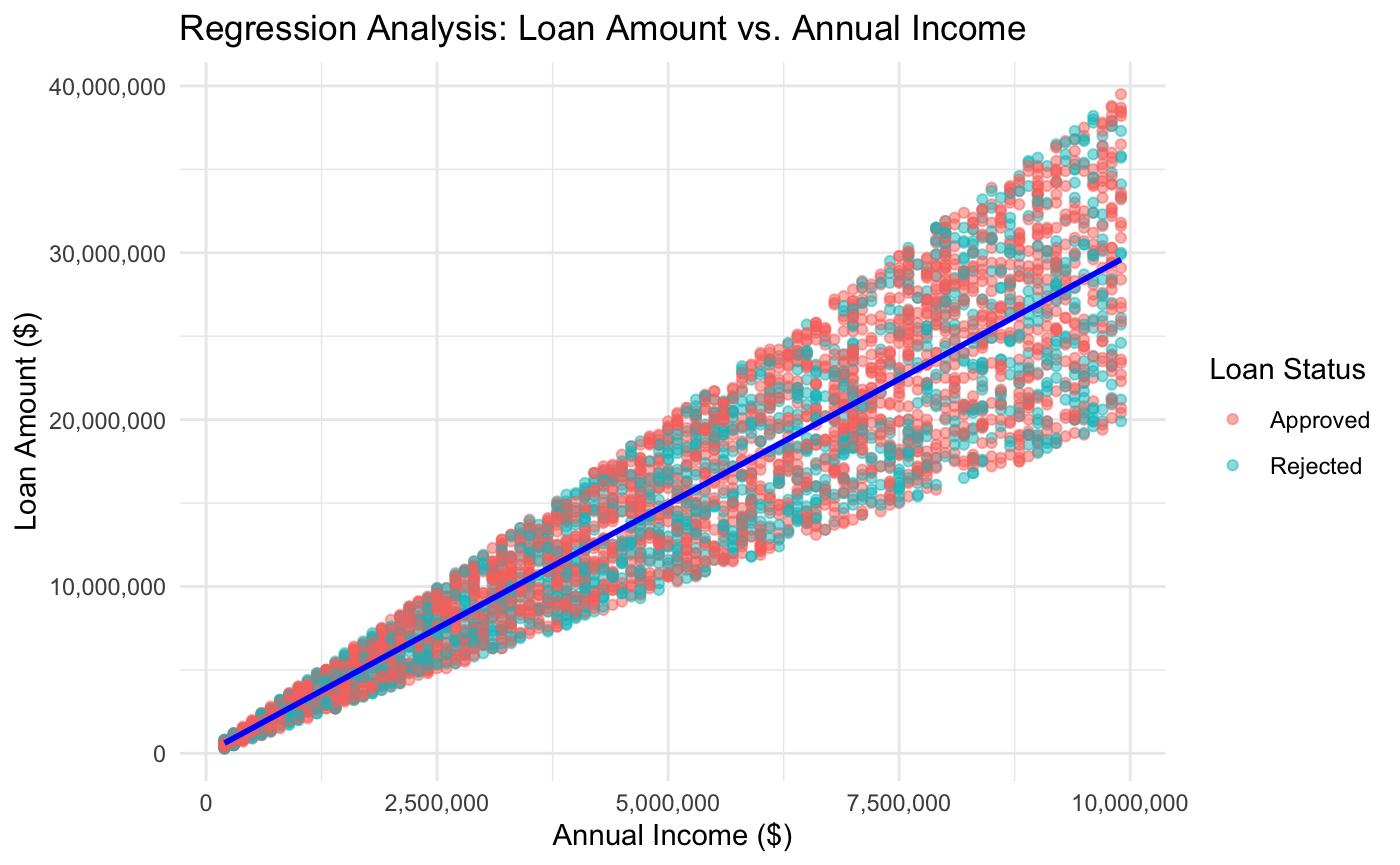 Regression Analysis: Loan Amount vs. Annual Income
Loan Amount ($)
40,000,000
30,000,000
20,000,000
10,000,000
0
0
2,500,000
5,000,000
7,500,000
10,000,000
Annual Income ($)
Loan Status
Approved
Rejected